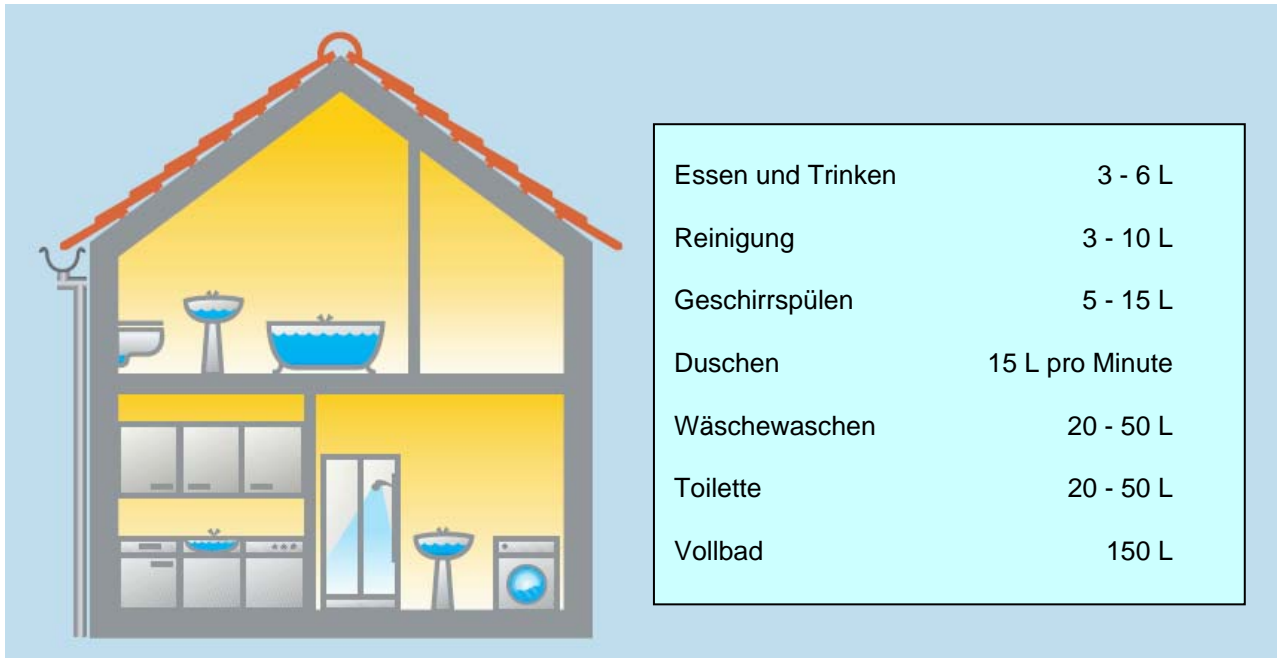 Essen und Trinken 3 - 6 L
Reinigung 3 - 10 L
Geschirrspülen 5 - 15 L
Duschen 15 L pro Minute
Wäschewaschen 20 - 50 L
Toilette 20 - 50 L
Vollbad 150 L